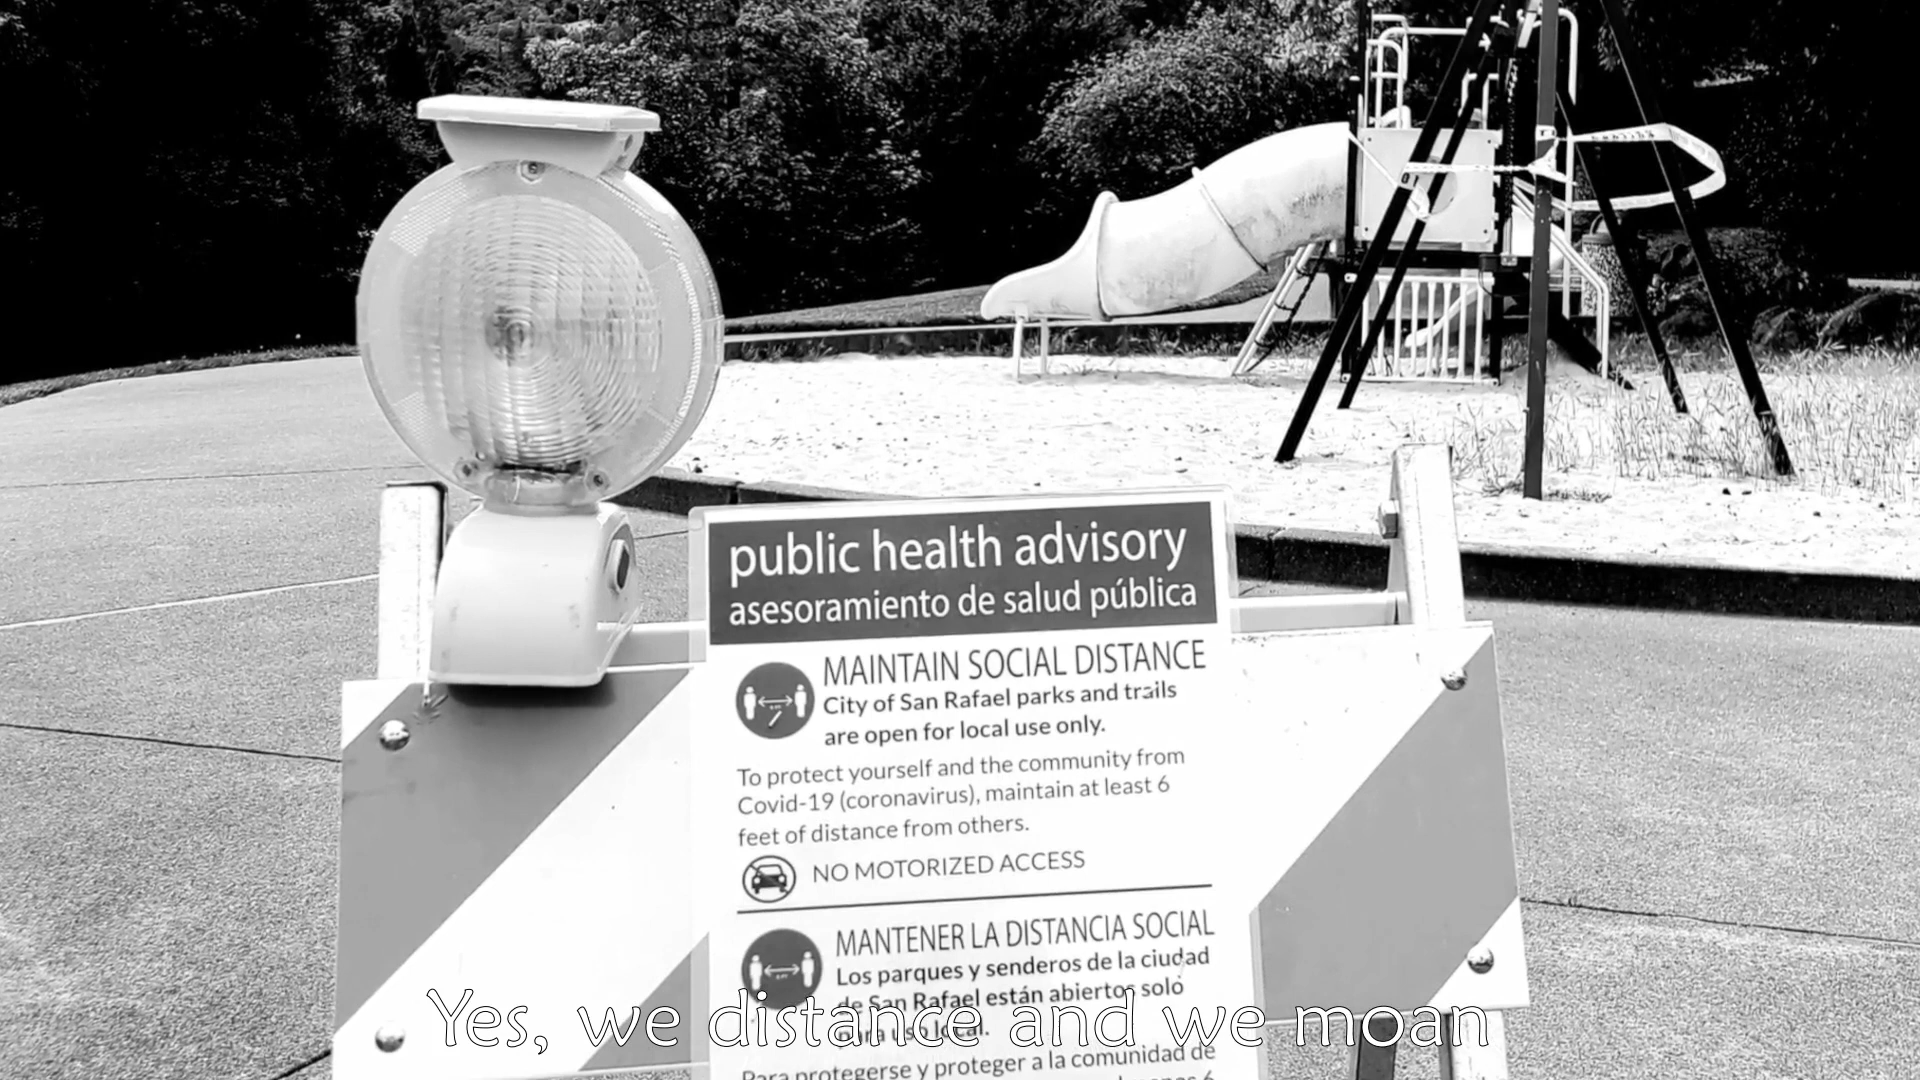 public health advisory
asesoramiento de salud pública
MAINTAIN SOCIAL DISTANCE
City of San Rafael parks and trails
are open for local use only.
To protect yourself and the community from
Covid-19 (coronavirus), maintain at least 6
feet of distance from others.
NO MOTORIZED ACCESS
MANTENER LA DISTANCIA SOCIAL
Los parques y senderos de la ciudad
de San Rafael están abiertos solo
para uso local.
Yes, we distance and we moan
Para protegerse y proteger a la comunidad de